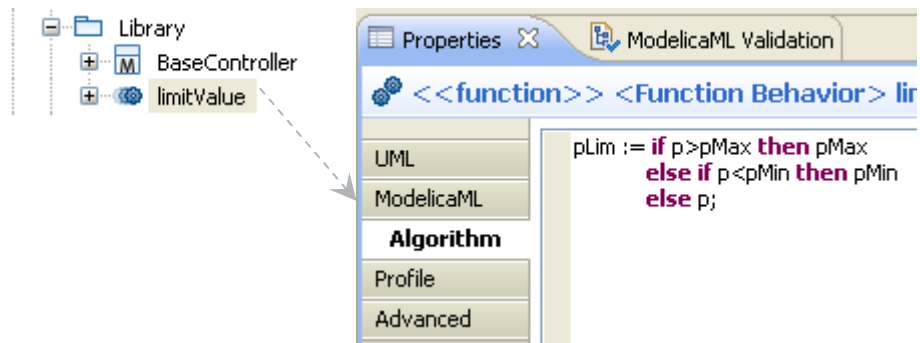 Library
M BaseController
limitValue
Properties ModelicaML Validation
<<function>> <Function Behavior> lim
UML
ModelicaML
Algorithm
Profile
Advanced
pLim := if p>pMax then pMax
else if p<pMin then pMin
else p;